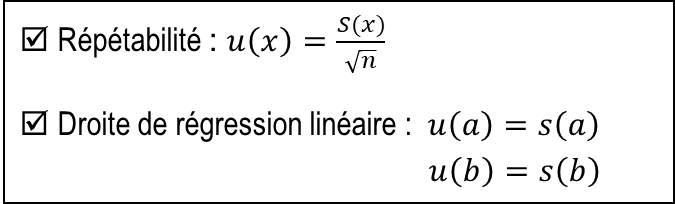 ☑ Répétabilité : u(x) = S(x)/√n
☑ Droite de régression linéaire : u(a) = s(a)
u(b) = s(b)